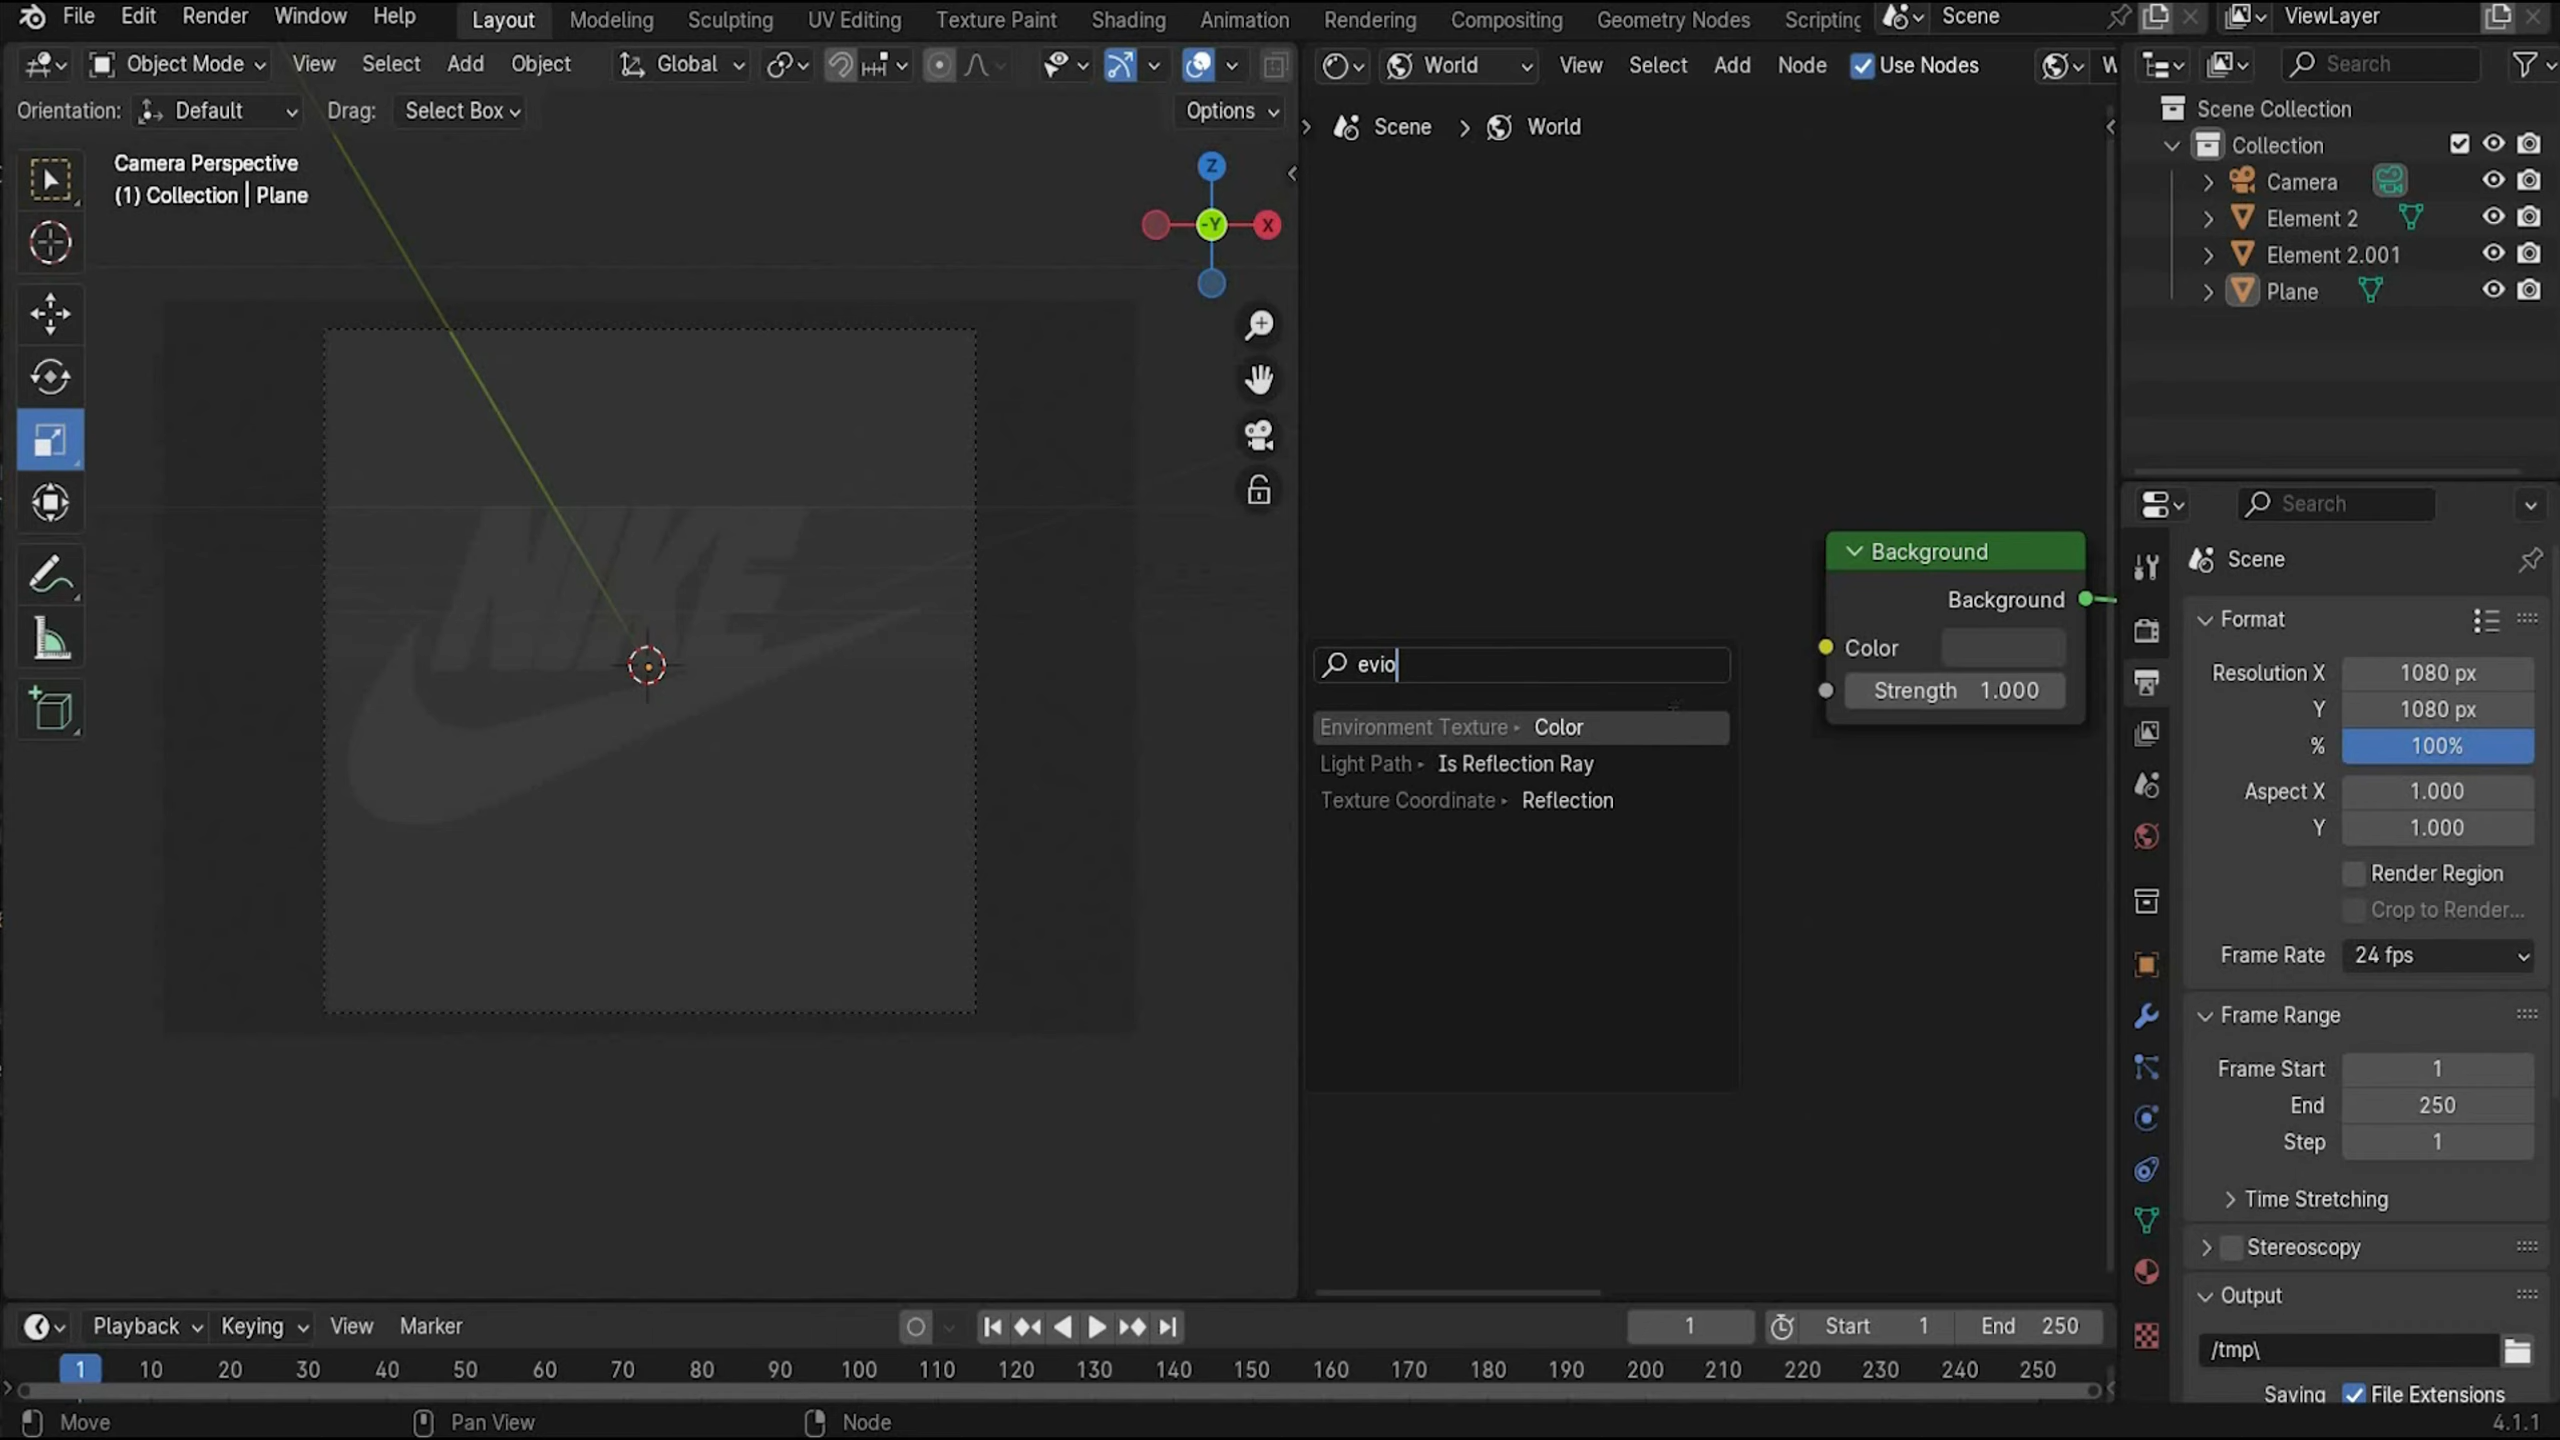 File Edit Render Window Help Layout Modeling Sculpting UV Editing Texture Paint Shading Animation Rendering Compositing Geometry Nodes Scripting Scene ViewLayer
Object Mode View Select Add Object Global
World View Select Add Node Use Nodes W
Search
Orientation: Default Drag: Select Box Options
Camera Perspective
(1) Collection | Plane
Z
-Y
X
NIKE
Scene > World
evio
Environment Texture ▸ Color
Light Path ▸ Is Reflection Ray
Texture Coordinate ▸ Reflection
Background
Background
Color
Strength 1.000
Scene Collection
Collection
Camera
Element 2
Element 2.001
Plane
Search
Scene
Format
Resolution X 1080 px
Y 1080 px
% 100%
Aspect X 1.000
Y 1.000
Render Region
Crop to Render...
Frame Rate 24 fps
Frame Range
Frame Start 1
End 250
Step 1
Time Stretching
Stereoscopy
Output
/tmp\
Saving File Extensions
Playback Keying View Marker 1 Start 1 End 250
1 10 20 30 40 50 60 70 80 90 100 110 120 130 140 150 160 170 180 190 200 210 220 230 240 250
Move Pan View Node 4.1.1